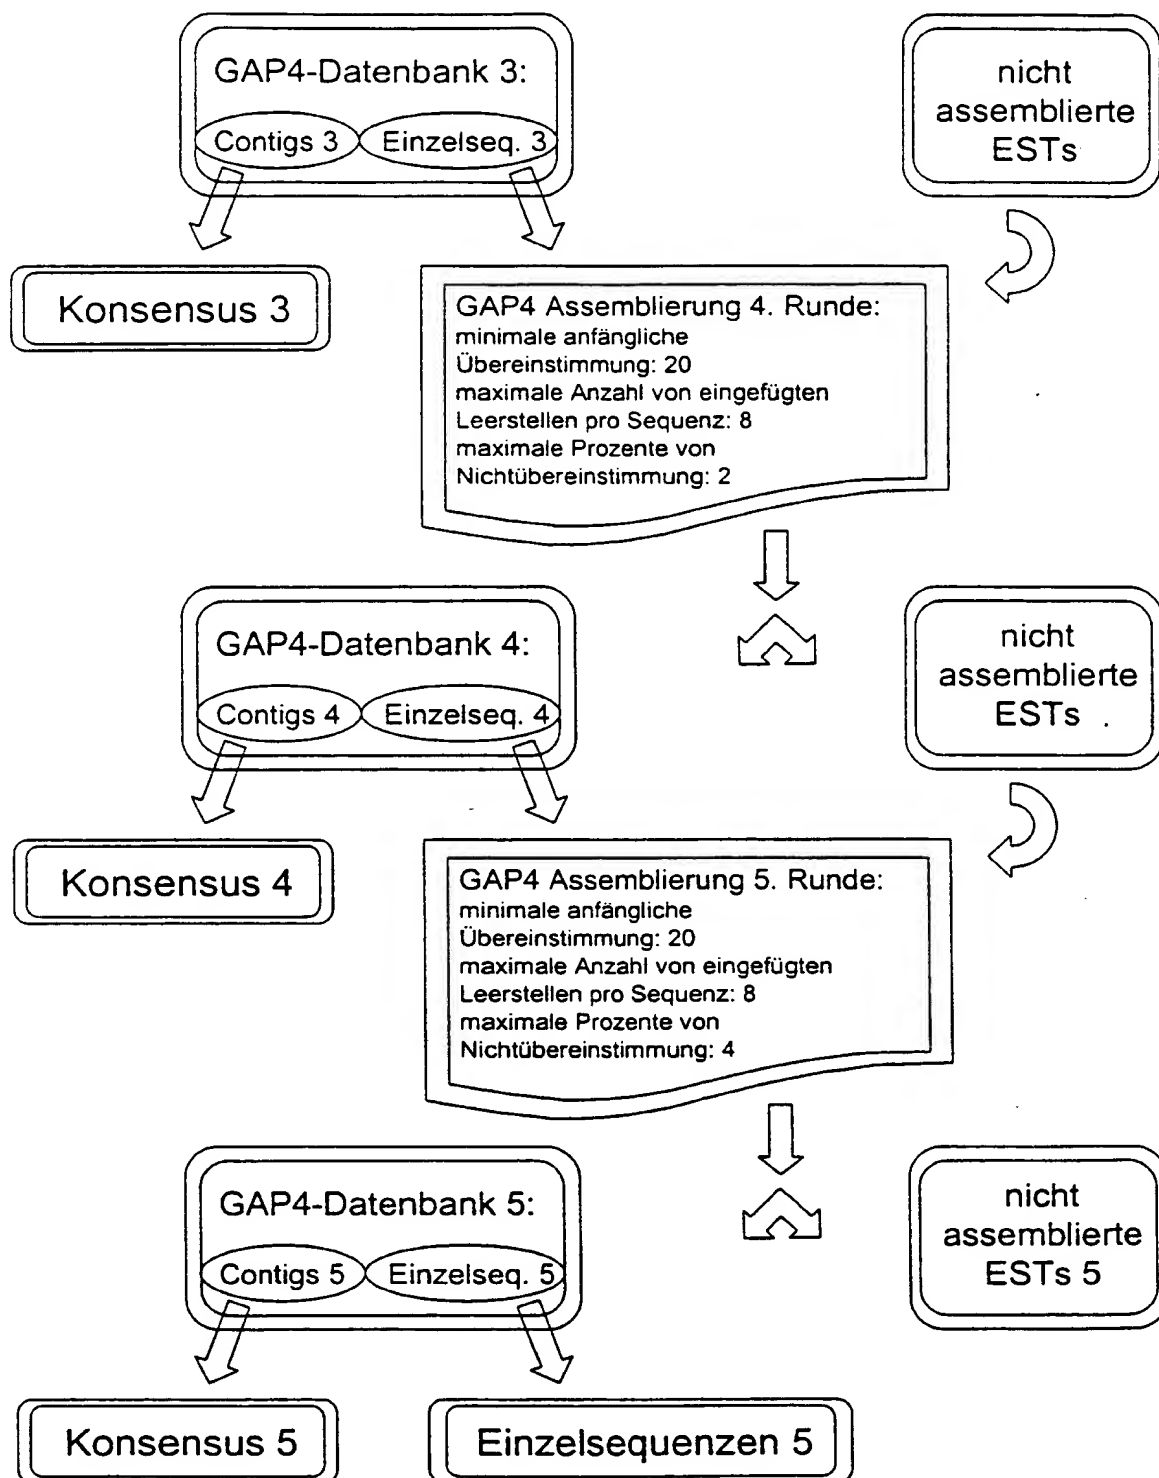 GAP4-Datenbank 3:
Contigs 3
Einzelseq. 3
nicht
assemblierte
ESTs
Konsensus 3
GAP4 Assemblierung 4. Runde:
minimale anfängliche
Übereinstimmung: 20
maximale Anzahl von eingefügten
Leerstellen pro Sequenz: 8
maximale Prozente von
Nichtübereinstimmung: 2
GAP4-Datenbank 4:
Contigs 4
Einzelseq. 4
nicht
assemblierte
ESTs
Konsensus 4
GAP4 Assemblierung 5. Runde:
minimale anfängliche
Übereinstimmung: 20
maximale Anzahl von eingefügten
Leerstellen pro Sequenz: 8
maximale Prozente von
Nichtübereinstimmung: 4
GAP4-Datenbank 5:
Contigs 5
Einzelseq. 5
nicht
assemblierte
ESTs 5
Konsensus 5
Einzelsequenzen 5